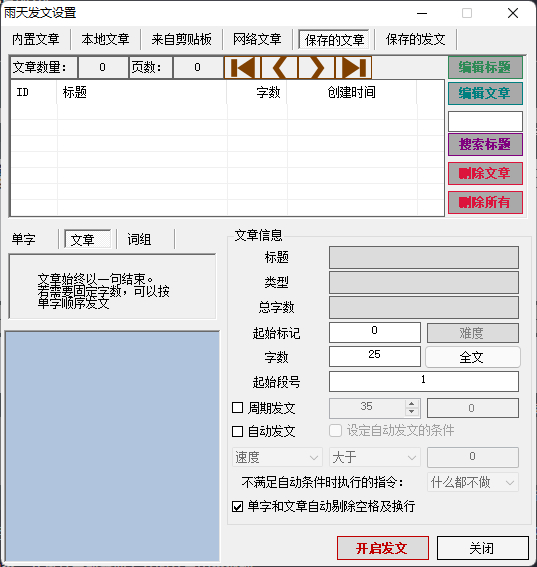 雨天发文设置
内置文章 本地文章 来自剪贴板 网络文章 保存的文章 保存的发文
文章数量： 0 页数： 0 编辑标题
ID 标题 字数 创建时间 编辑文章
搜索标题
删除文章
删除所有
单字 文章 词组
文章始终以一句结束。
若需要固定字数，可以按
单字顺序发文
文章信息
标题
类型
总字数
起始标记 0 难度
字数 25 全文
起始段号 1
周期发文 35 0
自动发文 设定自动发文的条件
速度 大于 0
不满足自动条件时执行的指令： 什么都不做
单字和文章自动剔除空格及换行
开启发文 关闭